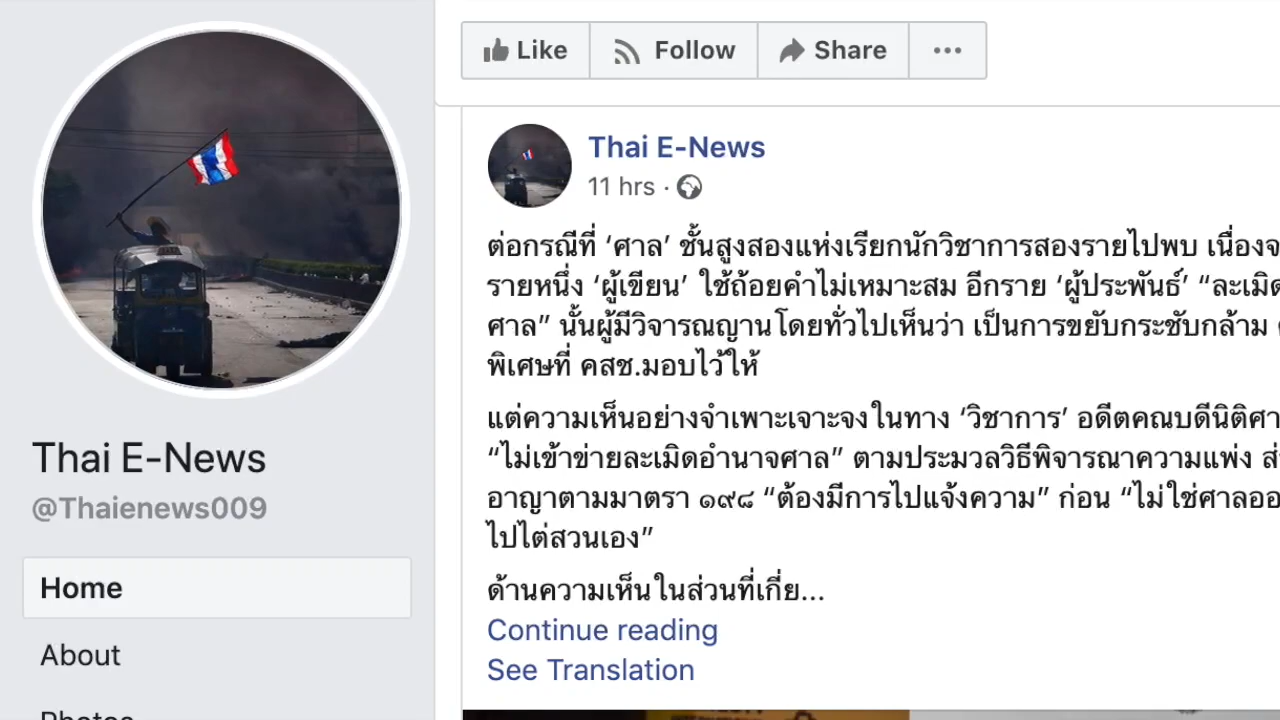 Like
Follow
Share
Thai E-News
11 hrs
ต่อกรณีที่ ‘ศาล’ ชั้นสูงสองแห่งเรียกนักวิชาการสองรายไปพบ เนื่องจ
รายหนึ่ง ‘ผู้เขียน’ ใช้ถ้อยคำไม่เหมาะสม อีกราย ‘ผู้ประพันธ์’ “ละเมิด
ศาล” นั้นผู้มีวิจารณญานโดยทั่วไปเห็นว่า เป็นการขยับกระชับกล้าม
พิเศษที่ คสช.มอบไว้ให้
แต่ความเห็นอย่างจำเพาะเจาะจงในทาง ‘วิชาการ’ อดีตคณบดีนิติศา
“ไม่เข้าข่ายละเมิดอำนาจศาล” ตามประมวลวิธีพิจารณาความแพ่ง
อาญาตามมาตรา ๑๙๘ “ต้องมีการไปแจ้งความ” ก่อน “ไม่ใช่ศาลออ
ไปไต่สวนเอง”
ด้านความเห็นในส่วนที่เกี่ย...
Continue reading
See Translation
Thai E-News
@Thaienews009
Home
About
Photos